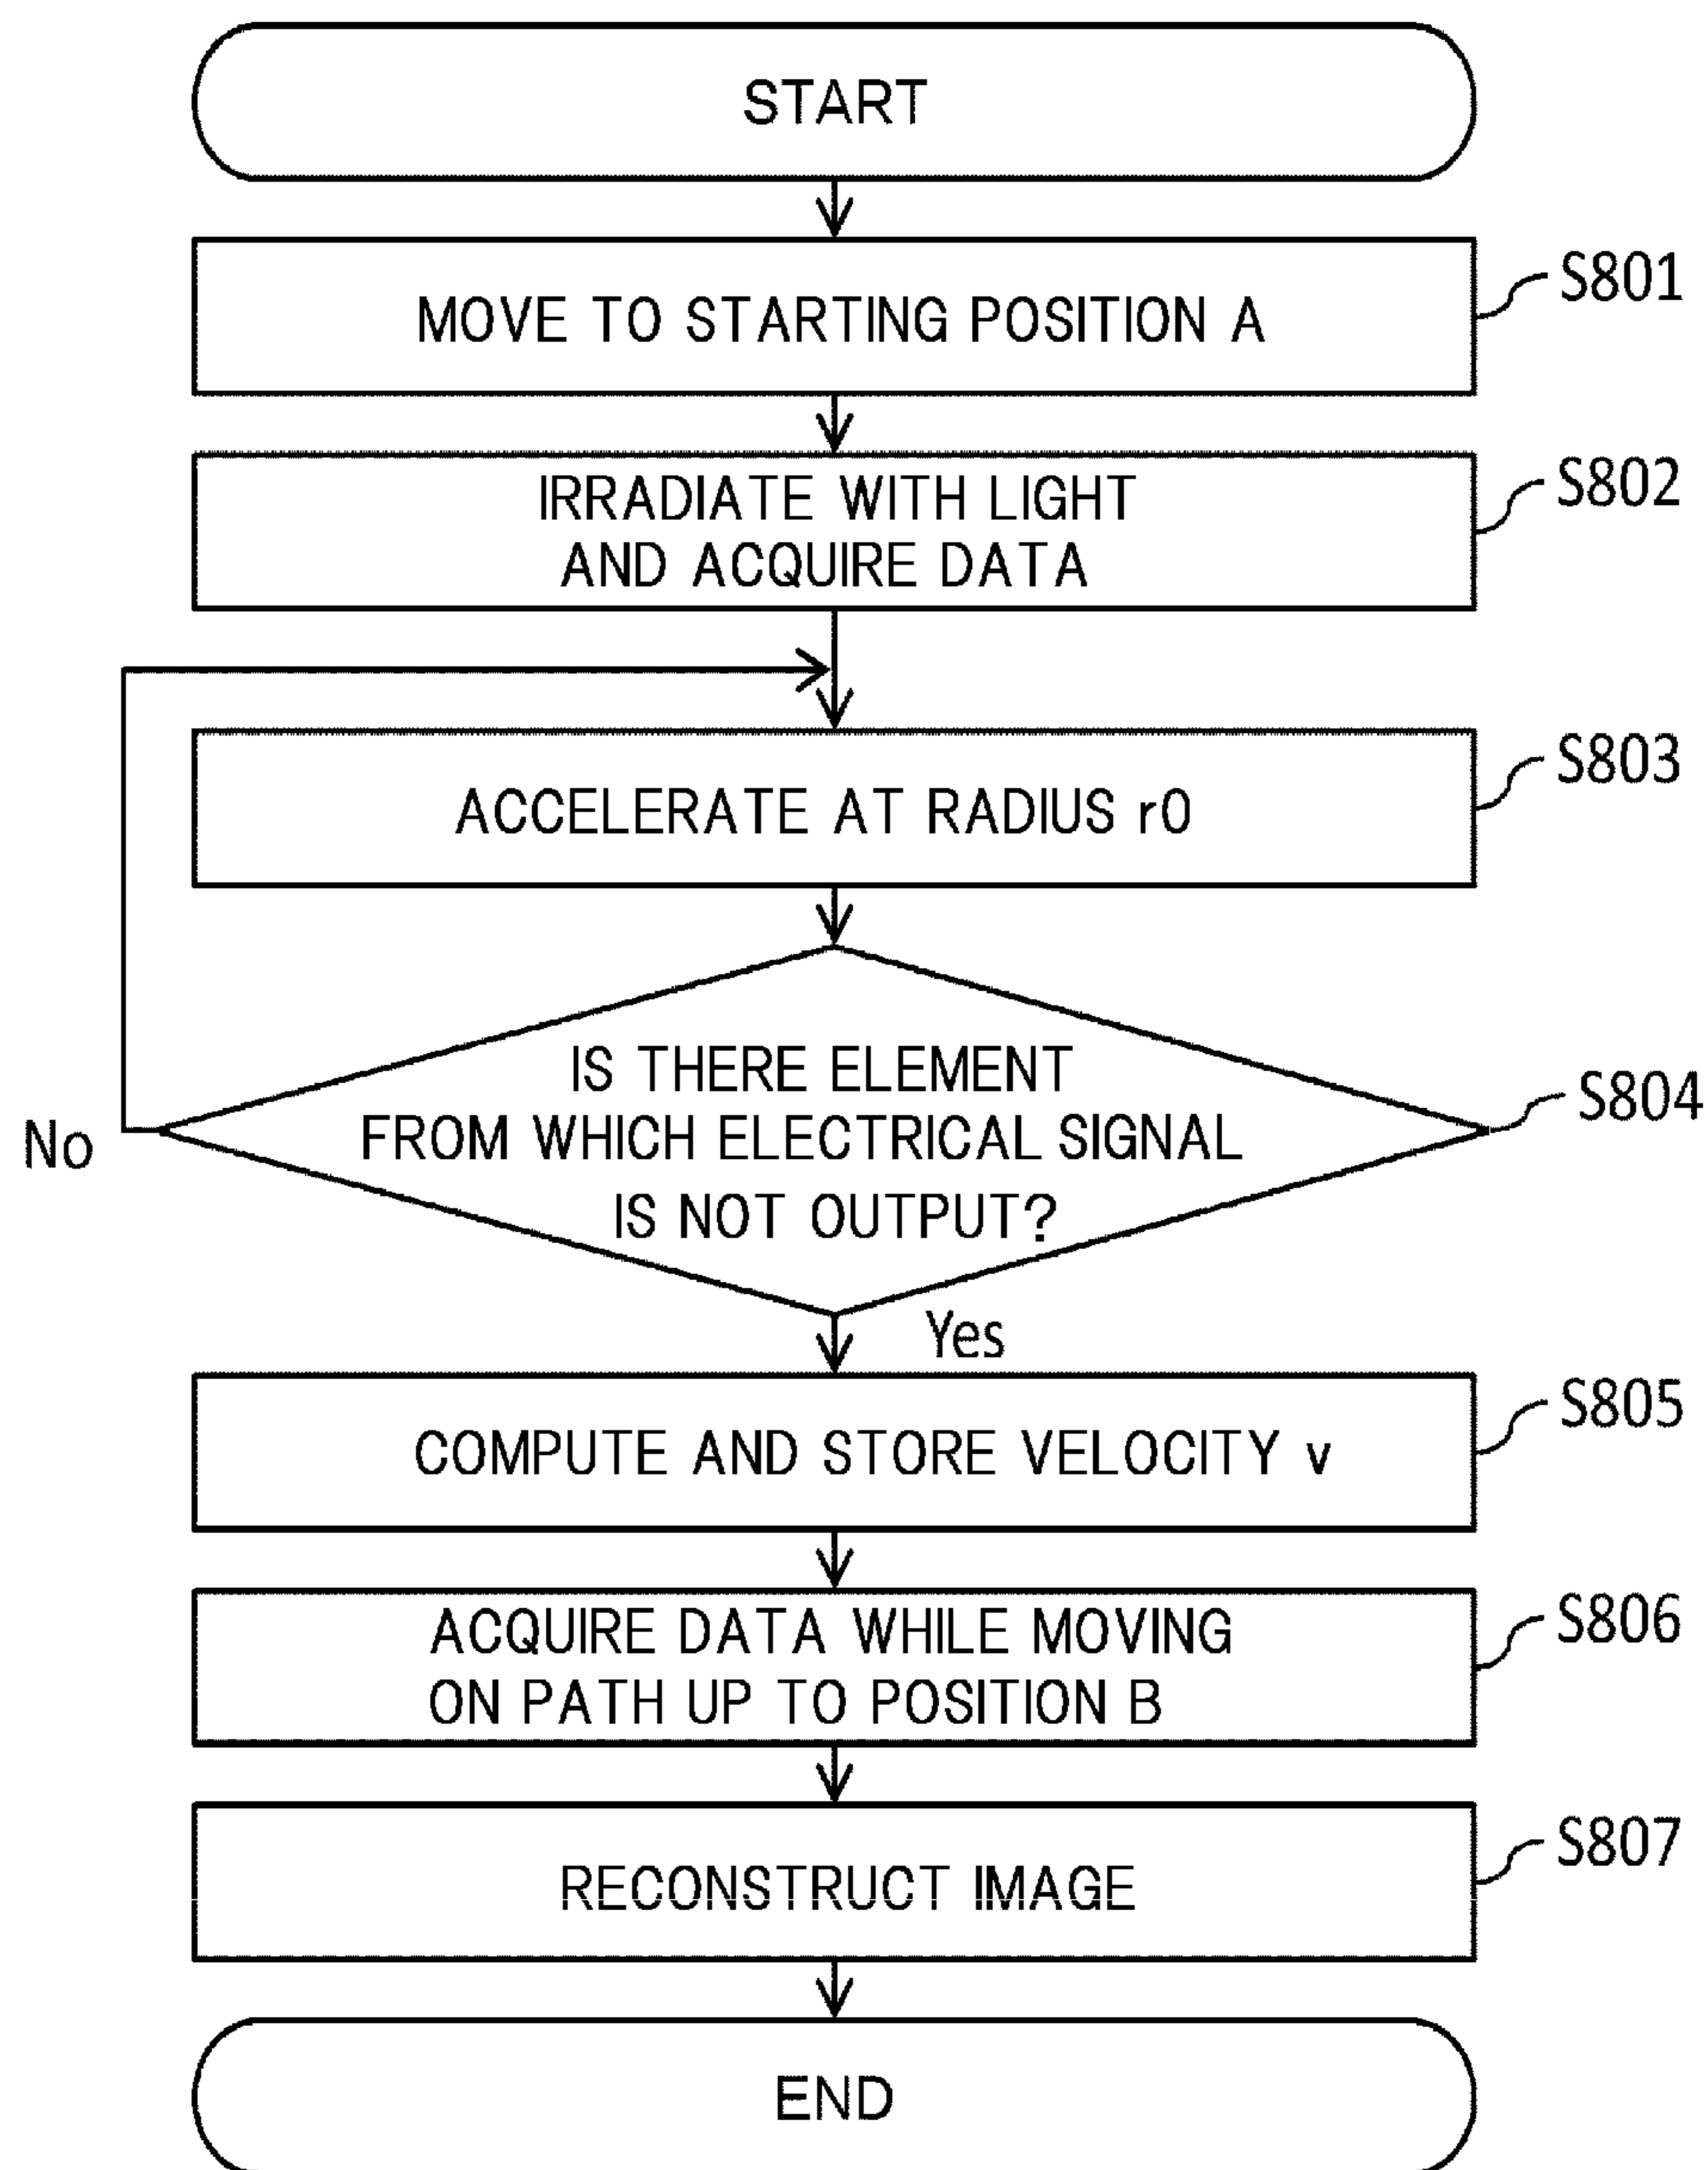 START
MOVE TO STARTING POSITION A
S801
IRRADIATE WITH LIGHT
AND ACQUIRE DATA
S802
ACCELERATE AT RADIUS r0
S803
IS THERE ELEMENT
FROM WHICH ELECTRICAL SIGNAL
IS NOT OUTPUT?
S804
No
Yes
COMPUTE AND STORE VELOCITY v
S805
ACQUIRE DATA WHILE MOVING
ON PATH UP TO POSITION B
S806
RECONSTRUCT IMAGE
S807
END